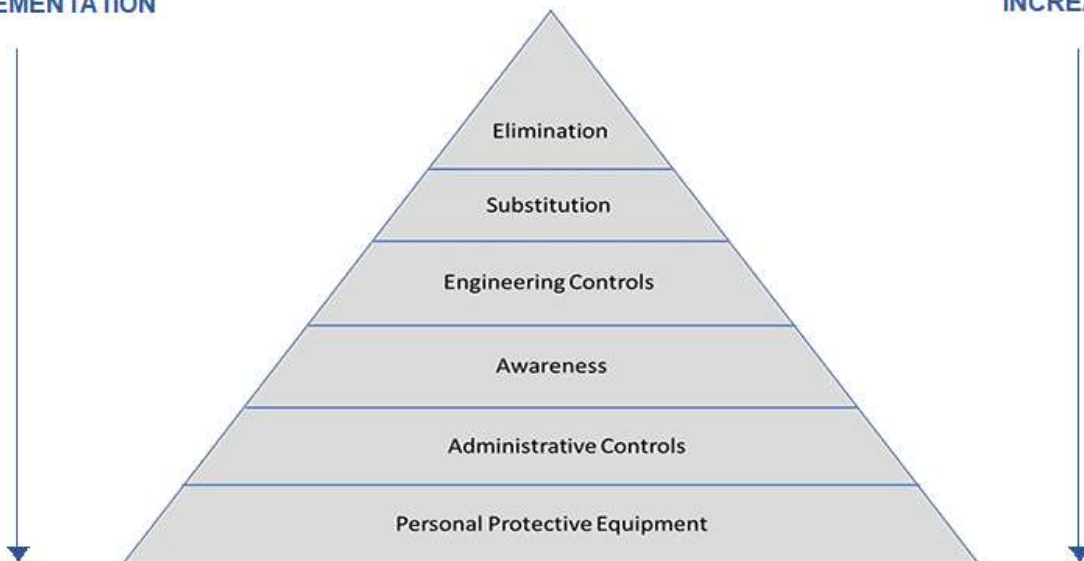 EMENTATION
INCREA
Elimination
Substitution
Engineering Controls
Awareness
Administrative Controls
Personal Protective Equipment